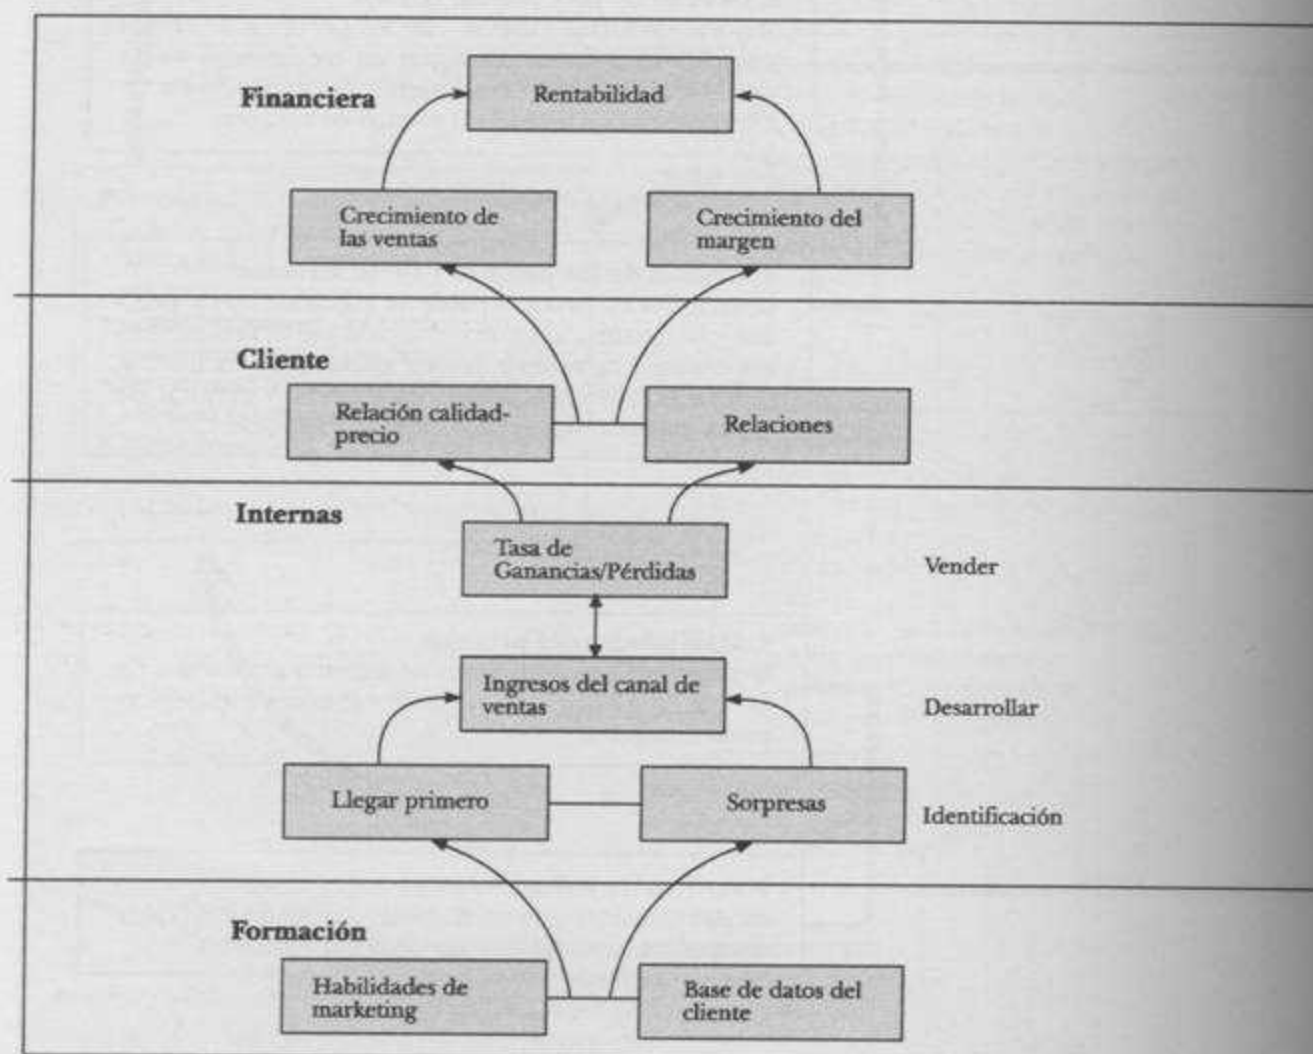 Financiera
Rentabilidad
Crecimiento de
las ventas
Crecimiento del
margen
Cliente
Relación calidad-
precio
Relaciones
Internas
Tasa de
Ganancias/Pérdidas
Vender
Ingresos del canal de
ventas
Desarrollar
Llegar primero
Sorpresas
Identificación
Formación
Habilidades de
marketing
Base de datos del
cliente